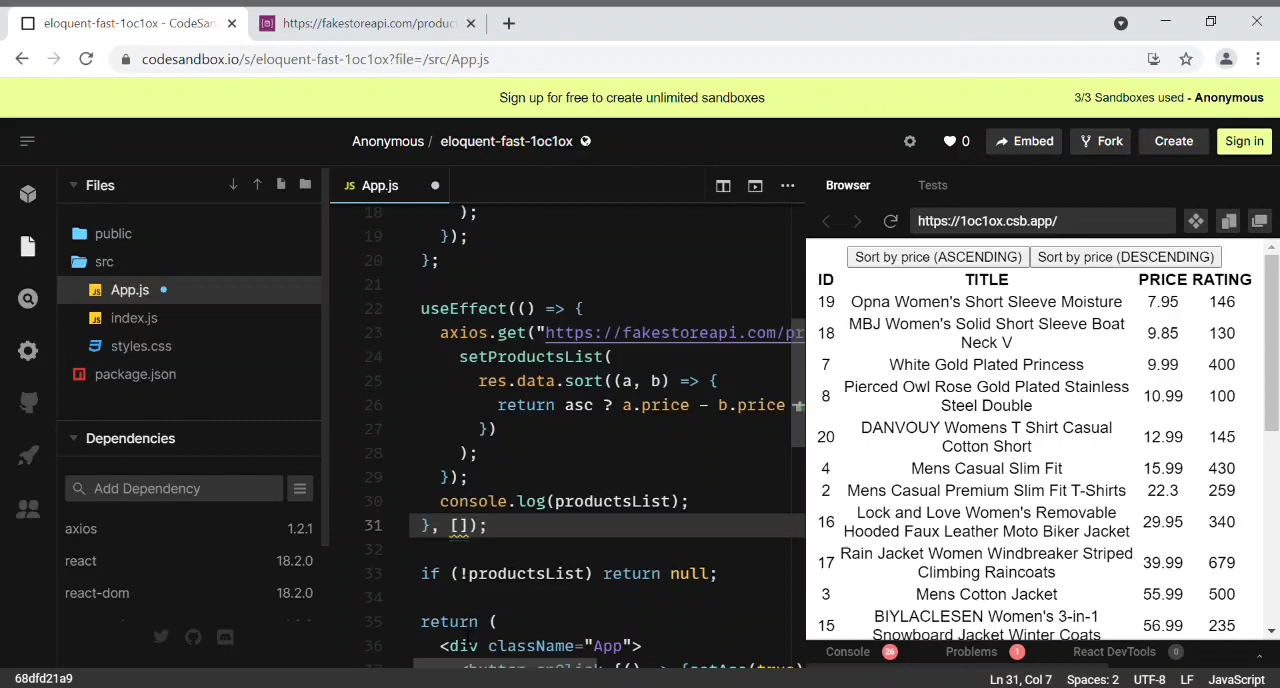 eloquent-fast-1oc1ox - CodeSan
https://fakestoreapi.com/produc
codesandbox.io/s/eloquent-fast-1oc1ox?file=/src/App.js
Sign up for free to create unlimited sandboxes
3/3 Sandboxes used - Anonymous
Anonymous / eloquent-fast-1oc1ox
0
Embed
Fork
Create
Sign in
Files
public
src
App.js
index.js
styles.css
package.json
Dependencies
Add Dependency
axios 1.2.1
react 18.2.0
react-dom 18.2.0
JS App.js
18 );
19 });
20 };
21
22 useEffect(() => {
23 axios.get("https://fakestoreapi.com/pr
24 setProductsList(
25 res.data.sort((a, b) => {
26 return asc ? a.price - b.price
27 })
28 );
29 });
30 console.log(productsList);
31 }, []);
32
33 if (!productsList) return null;
34
35 return (
36 <div className="App">
Browser
Tests
https://1oc1ox.csb.app/
Sort by price (ASCENDING) Sort by price (DESCENDING)
ID TITLE PRICE RATING
19 Opna Women's Short Sleeve Moisture 7.95 146
18 MBJ Women's Solid Short Sleeve Boat Neck V 9.85 130
7 White Gold Plated Princess 9.99 400
8 Pierced Owl Rose Gold Plated Stainless Steel Double 10.99 100
20 DANVOUY Womens T Shirt Casual Cotton Short 12.99 145
4 Mens Casual Slim Fit 15.99 430
2 Mens Casual Premium Slim Fit T-Shirts 22.3 259
16 Lock and Love Women's Removable Hooded Faux Leather Moto Biker Jacket 29.95 340
17 Rain Jacket Women Windbreaker Striped Climbing Raincoats 39.99 679
3 Mens Cotton Jacket 55.99 500
15 BIYLACLESEN Women's 3-in-1 Snowboard Jacket Winter Coats 56.99 235
Console 26
Problems 1
React DevTools 0
68dfd21a9
Ln 31, Col 7 Spaces: 2 UTF-8 LF JavaScript